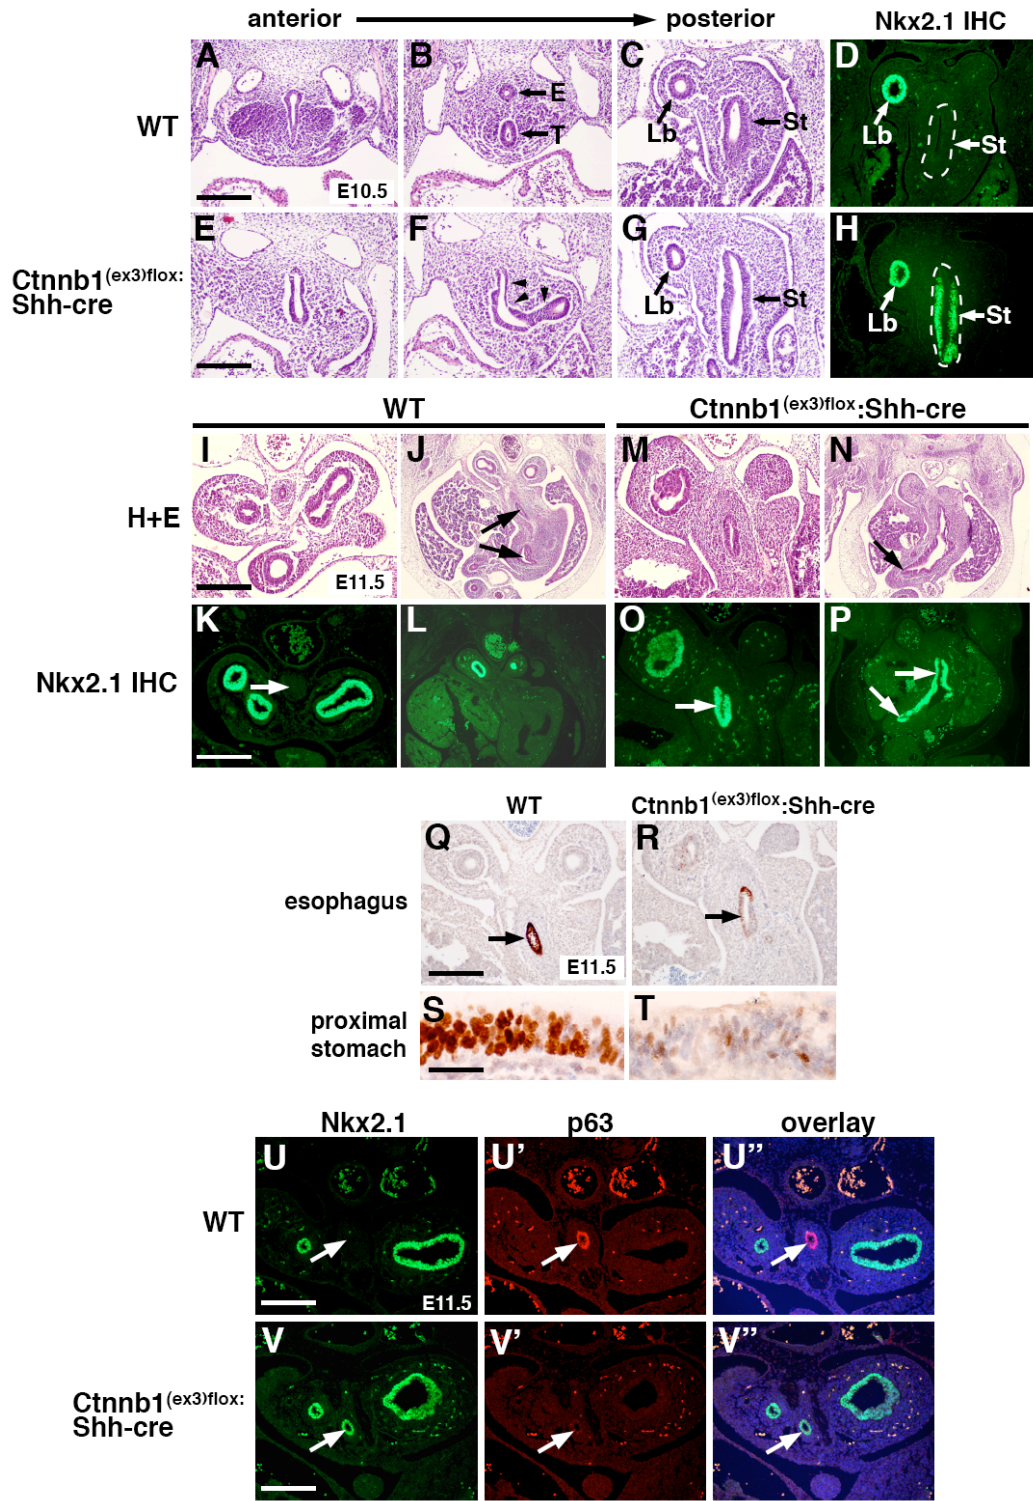 anterior posterior Nkx2.1 IHC
WT
A B C D
E
T
Lb St
Lb St
E10.5
Ctnnb1(ex3)flox:
Shh-cre
E F G H
Lb St
Lb St
WT Ctnnb1(ex3)flox:Shh-cre
H+E
I J M N
E11.5
Nkx2.1 IHC
K L O P
WT Ctnnb1(ex3)flox:Shh-cre
esophagus
Q R
E11.5
proximal
stomach
S T
Nkx2.1 p63 overlay
WT
U U' U"
E11.5
Ctnnb1(ex3)flox:
Shh-cre
V V' V"